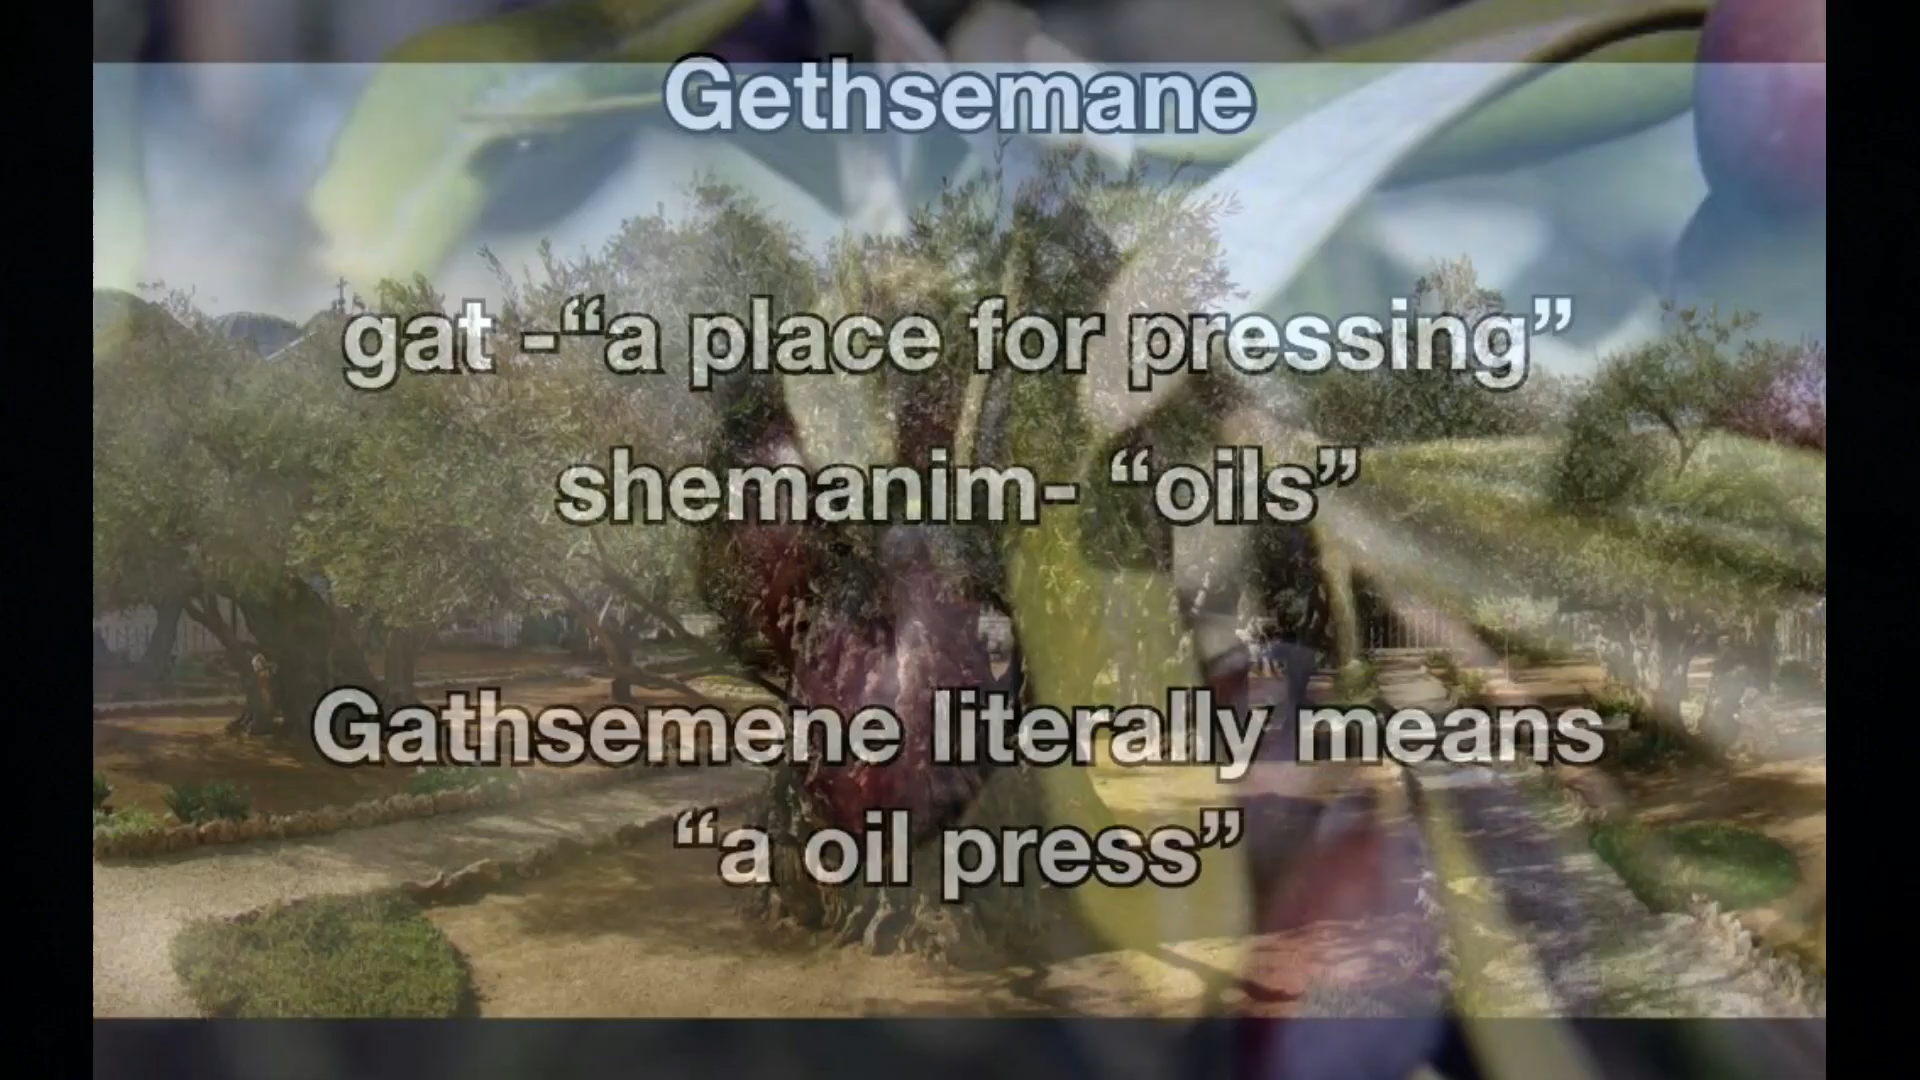 Gethsemane
gat -“a place for pressing”
shemanim- “oils”
Gathsemene literally means
“a oil press”